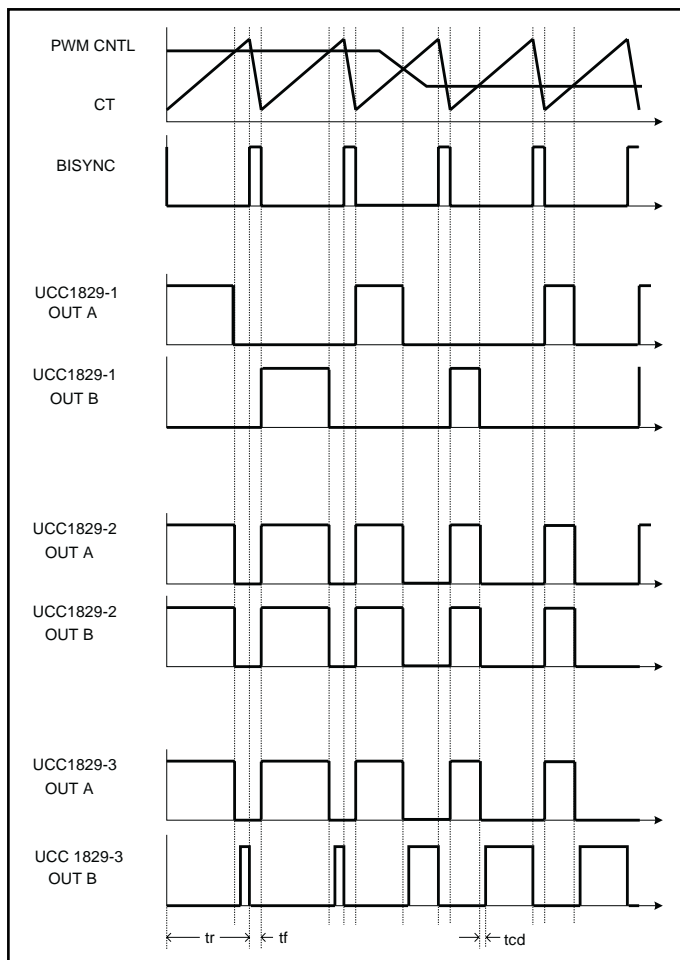 PWM CNTL
CT
BISYNC
UCC1829-1
OUT A
UCC1829-1
OUT B
UCC1829-2
OUT A
UCC1829-2
OUT B
UCC1829-3
OUT A
UCC 1829-3
OUT B
tr
tf
tcd